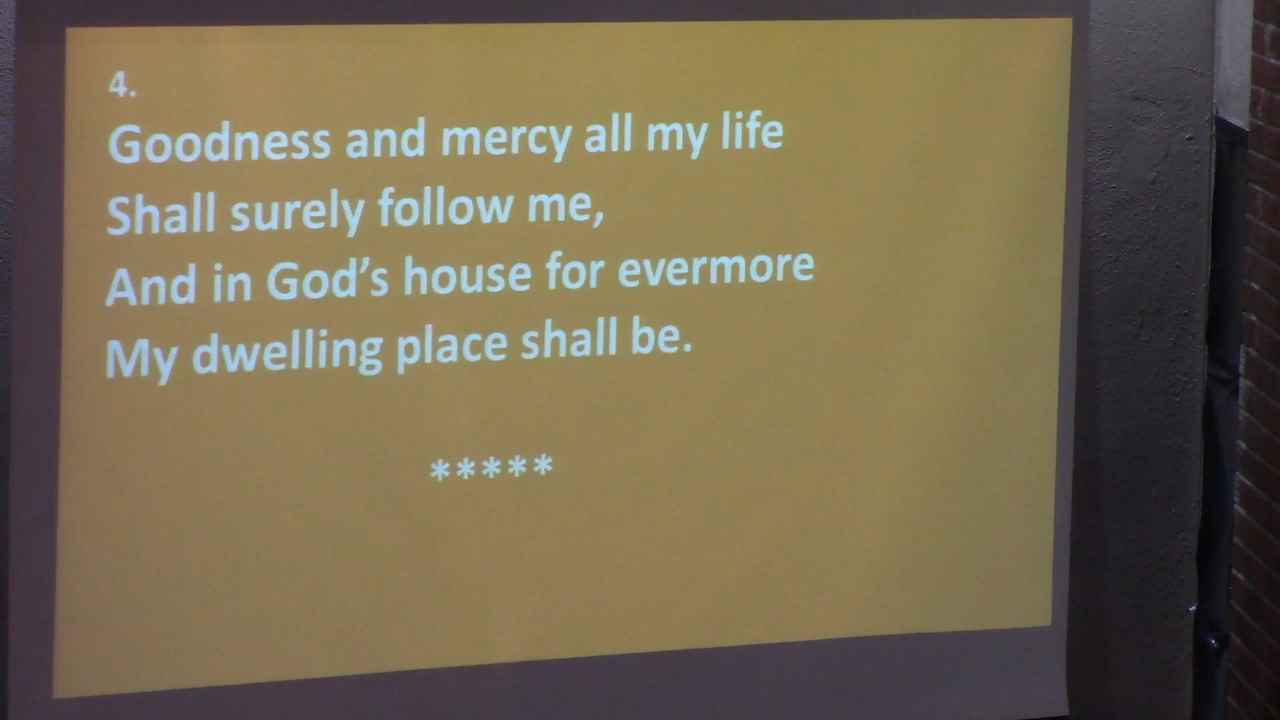 4.
Goodness and mercy all my life
Shall surely follow me,
And in God’s house for evermore
My dwelling place shall be.
*****